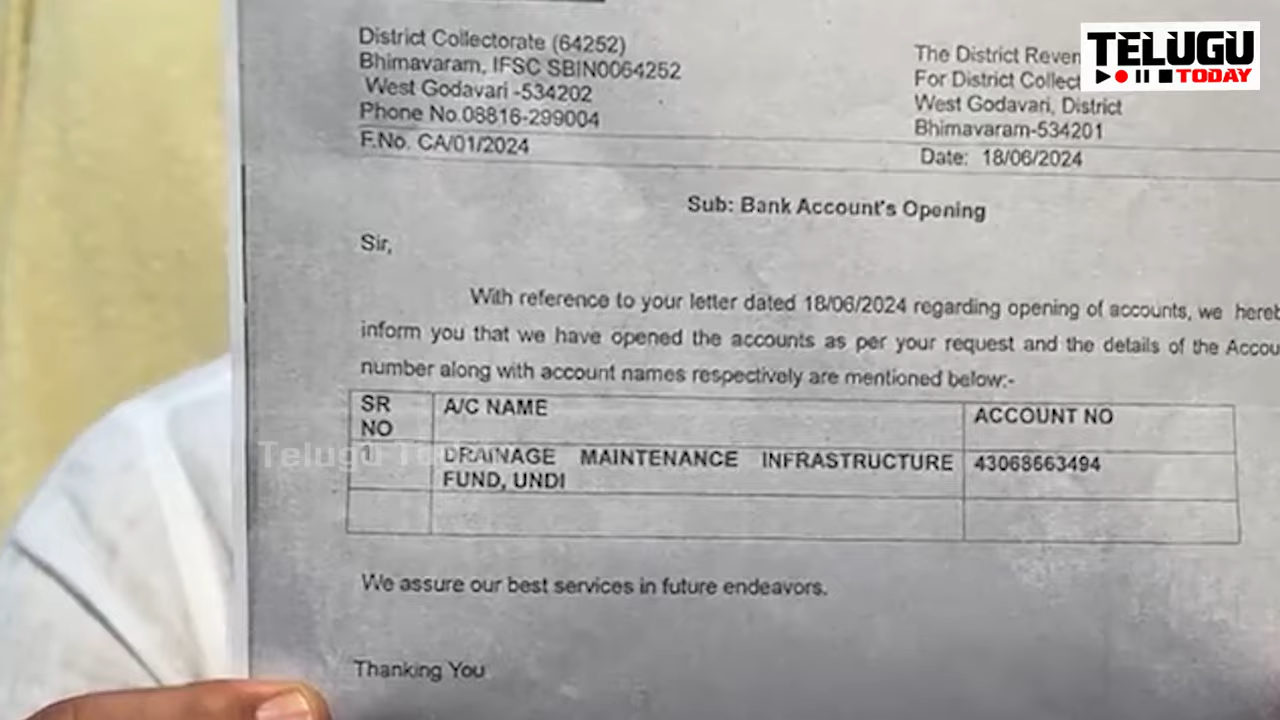 TELUGU
TODAY
District Collectorate (64252)
Bhimavaram, IFSC SBIN0064252
West Godavari -534202
Phone No.08816-299004
F.No. CA/01/2024
The District
For District
West Godavari, District
Bhimavaram-534201
Date: 18/06/2024
Sub: Bank Account's Opening
Sir,
With reference to your letter dated 18/06/2024 regarding opening of accounts, we
inform you that we have opened the accounts as per your request and the details of the
number along with account names respectively are mentioned below:-
SR NO
A/C NAME
ACCOUNT NO
DRAINAGE MAINTENANCE INFRASTRUCTURE
FUND, UNDI
43068663494
We assure our best services in future endeavors.
Thanking You